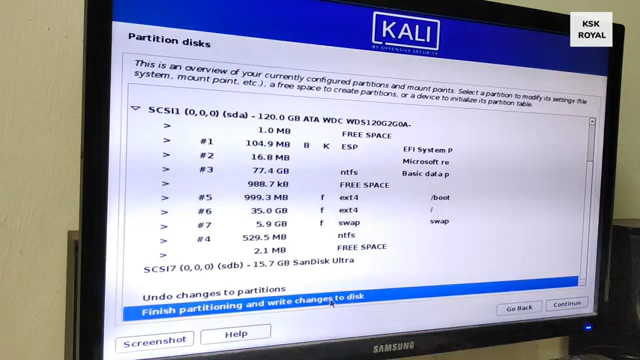 KSK
ROYAL
KALI
BY OFFENSIVE SECURITY
Partition disks
This is an overview of your currently configured partitions and mount points. Select a partition to modify its settings (file
system, mount point, etc.), a free space to create partitions, or a device to initialize its partition table.
SCSI1 (0,0,0) (sda) - 120.0 GB ATA WDC WDS120G2G0A-
> 1.0 MB FREE SPACE
> #1 104.9 MB B K ESP EFI System P
> #2 16.8 MB Microsoft re
> #3 77.4 GB ntfs Basic data p
> 988.7 kB FREE SPACE
> #5 999.3 MB f ext4 /boot
> #6 35.0 GB f ext4 /
> #7 5.9 GB f swap swap
> #4 529.5 MB ntfs
> 2.1 MB FREE SPACE
SCSI7 (0,0,0) (sdb) - 15.7 GB SanDisk Ultra
Undo changes to partitions
Finish partitioning and write changes to disk
Screenshot Help Go Back Continue
SAMSUNG